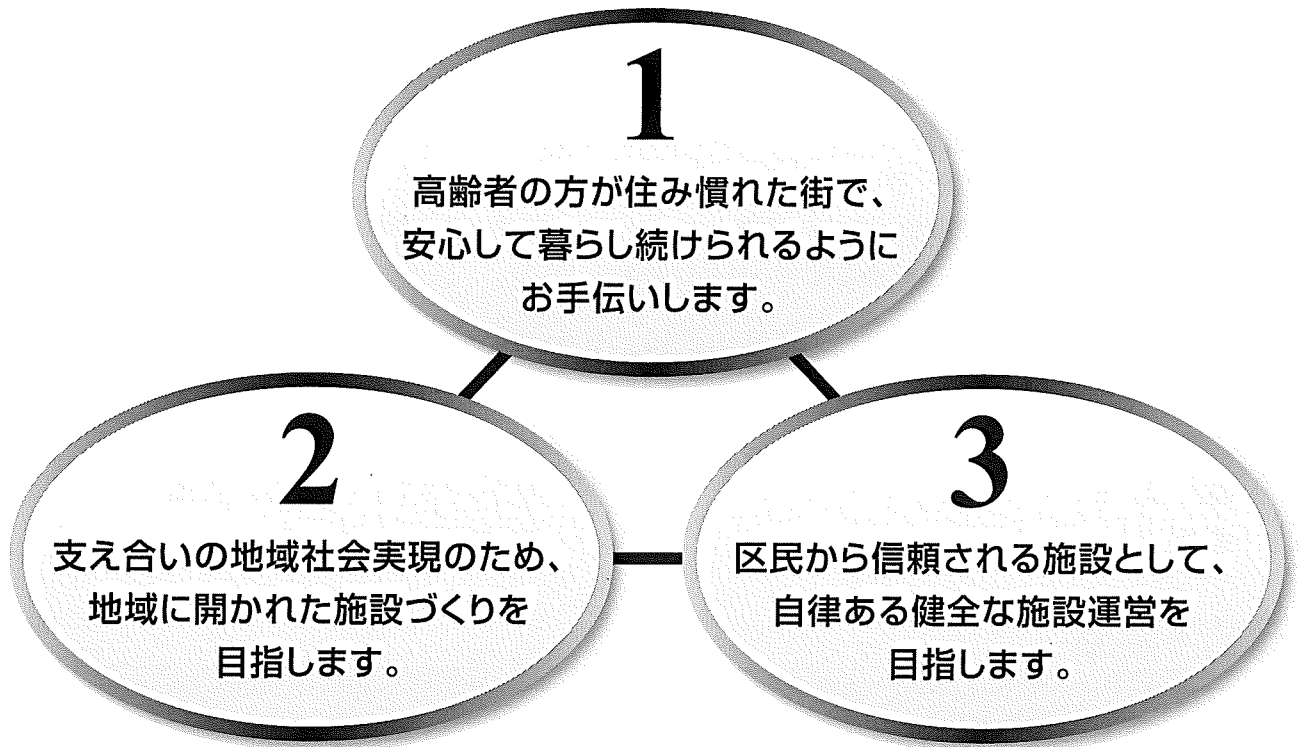 1
高齢者の方が住み慣れた街で、
安心して暮らし続けられるように
お手伝いします。
2
支え合いの地域社会実現のため、
地域に開かれた施設づくりを
目指します。
3
区民から信頼される施設として、
自律ある健全な施設運営を
目指します。